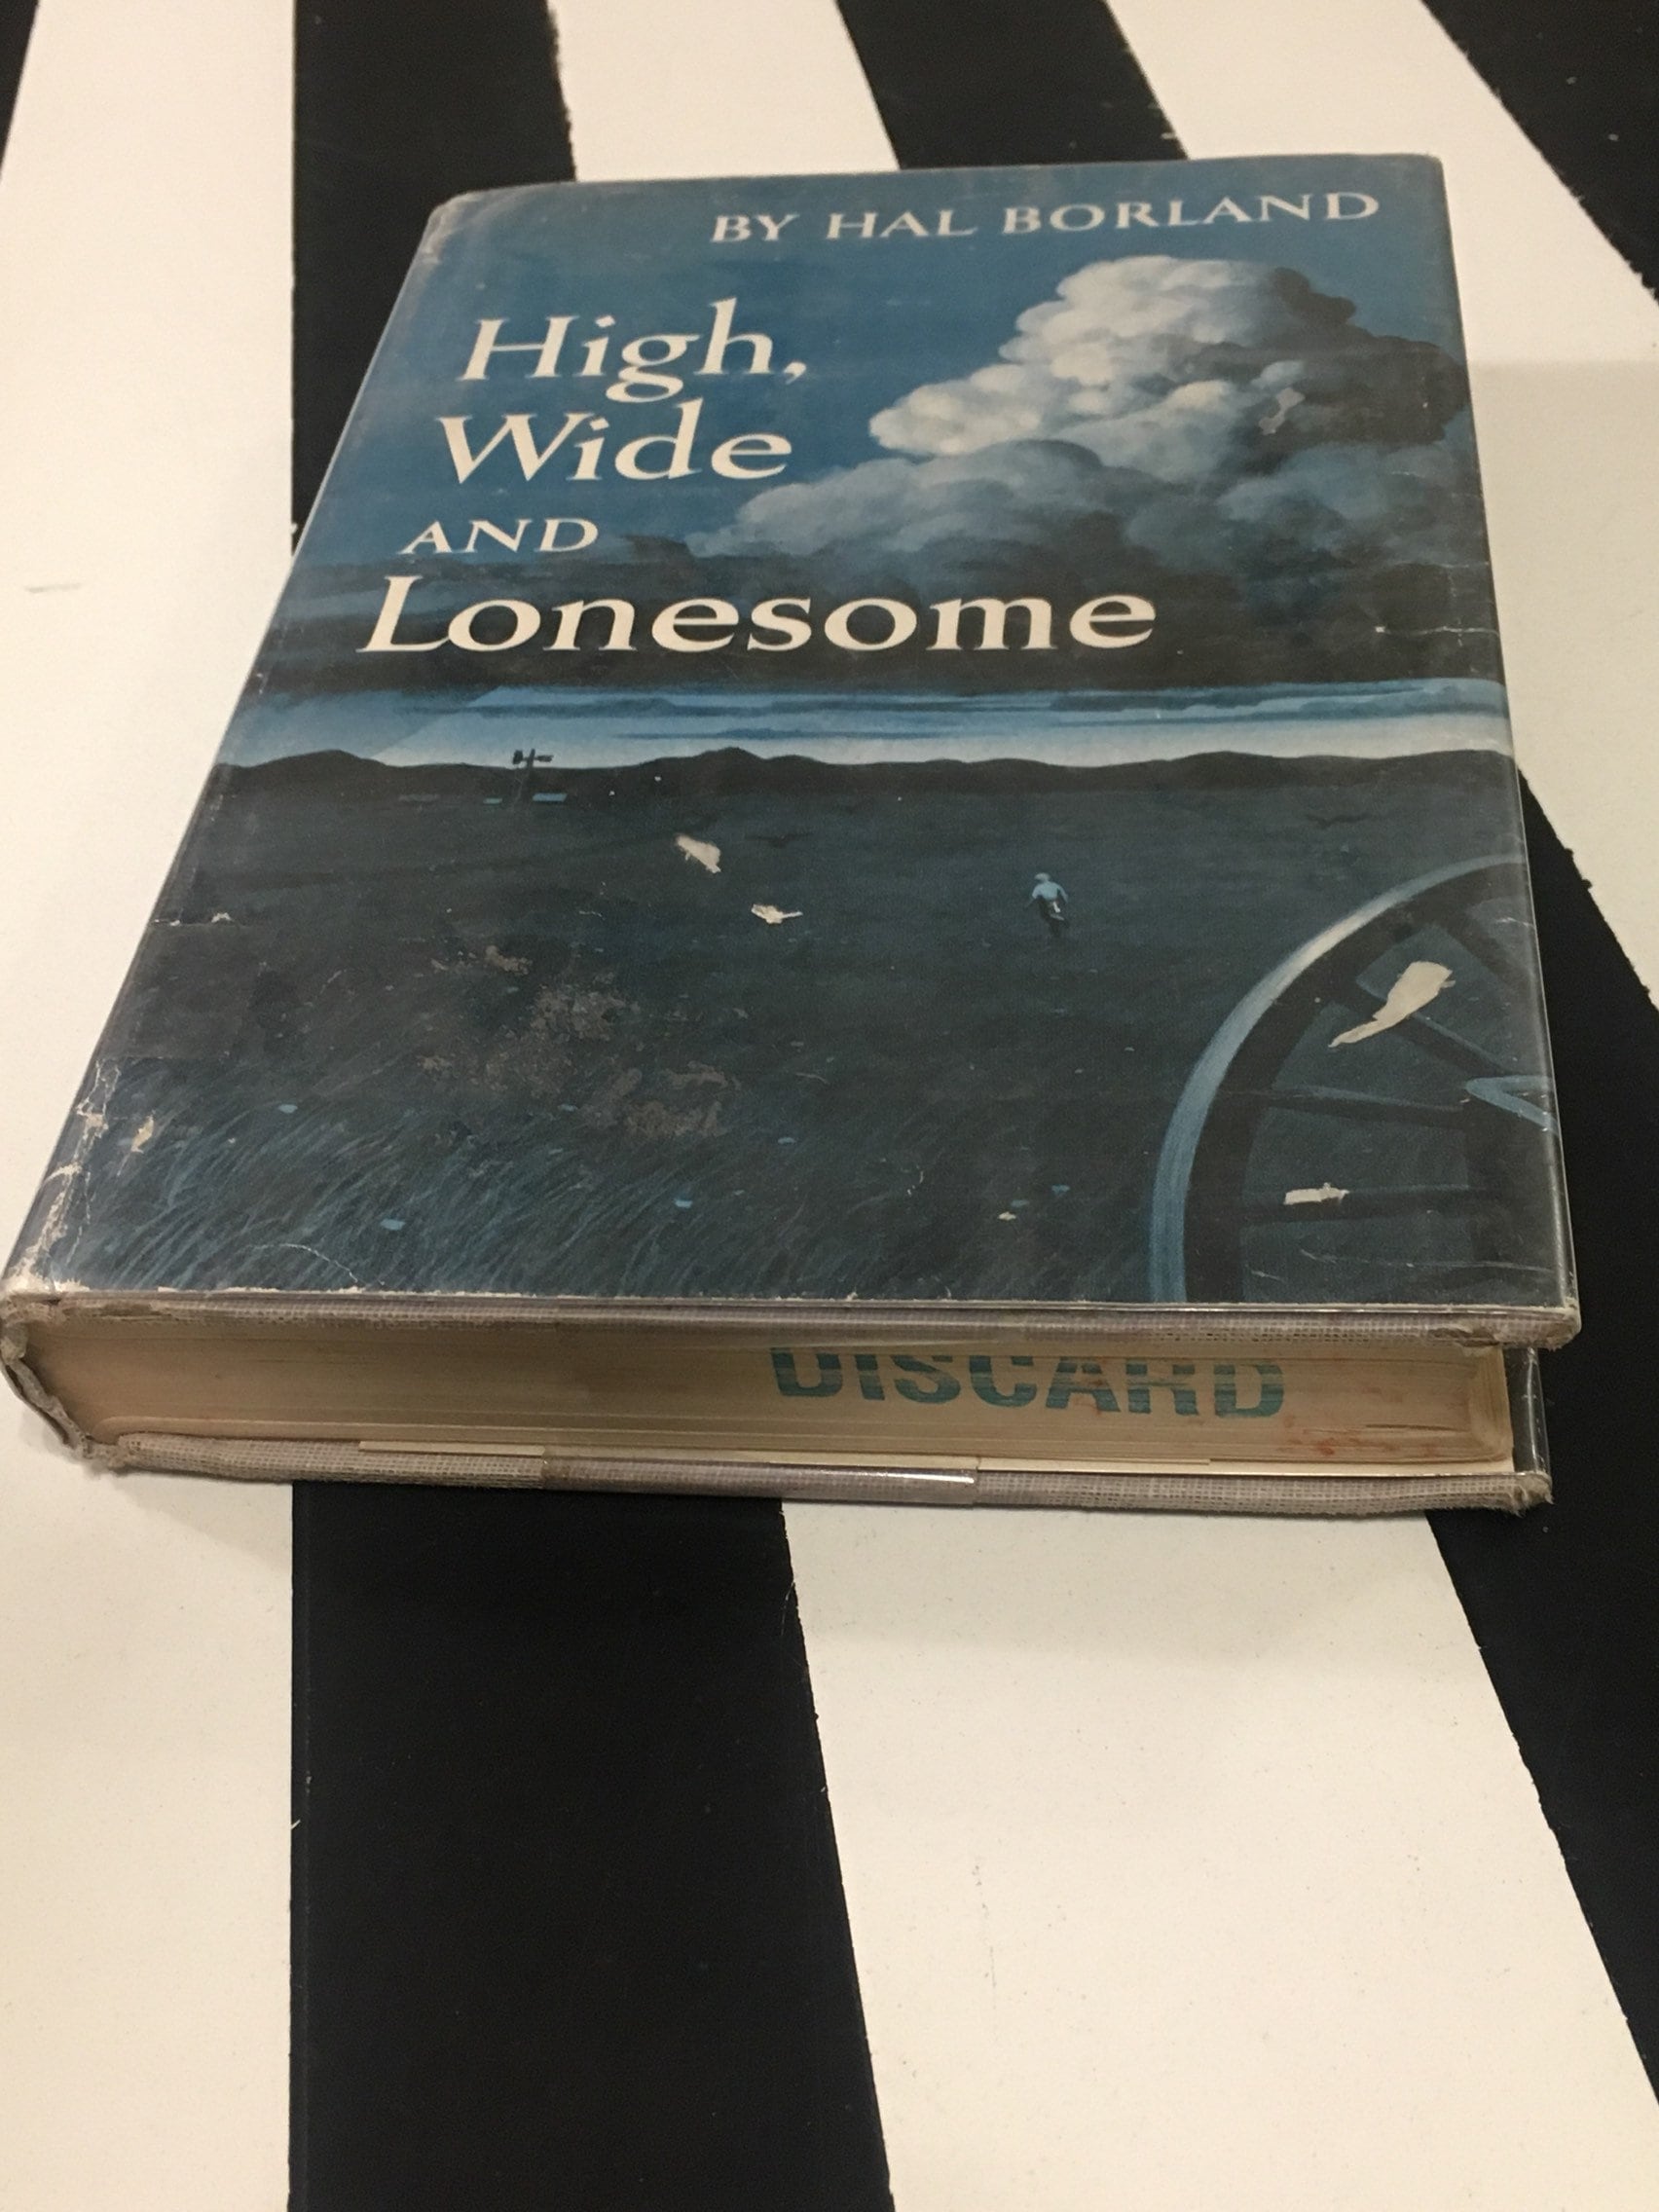 BY HAL BORLAND
High,
Wide
AND
Lonesome
DISCARD